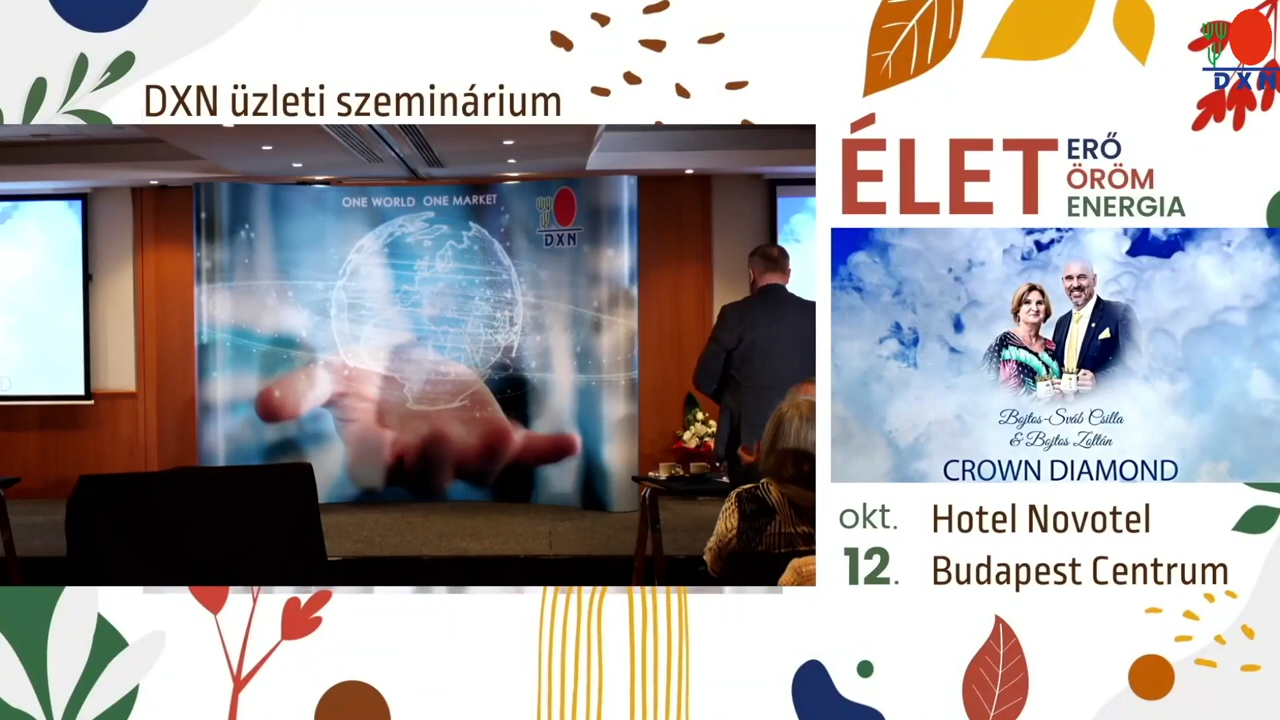 DXN üzleti szeminárium
DXN
ÉLET
ERŐ
ÖRÖM
ENERGIA
ONE WORLD ONE MARKET
DXN
Bojtos-Sváb Csilla
& Bojtos Zoltán
CROWN DIAMOND
okt.
12.
Hotel Novotel
Budapest Centrum